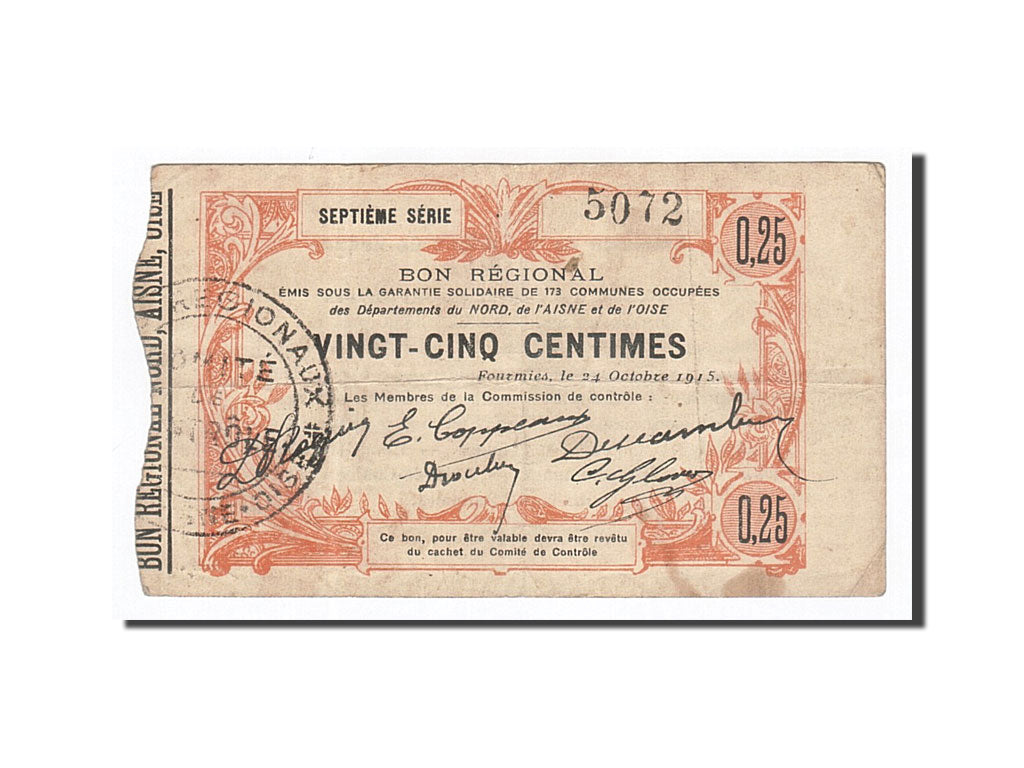 SEPTIÈME SÉRIE
5072
0,25
BON RÉGIONAL
ÉMIS SOUS LA GARANTIE SOLIDAIRE DE 173 COMMUNES OCCUPÉES
des Départements du NORD, de l'AISNE et de l'OISE
VINGT-CINQ CENTIMES
Fourmies, le 24 Octobre 1915.
Les Membres de la Commission de contrôle :
E. Coppeaux
0,25
Ce bon, pour être valable devra être revêtu
du cachet du Comité de Contrôle
BON RÉGIONAL NORD, AISNE, OISE
RÉGIONAUX